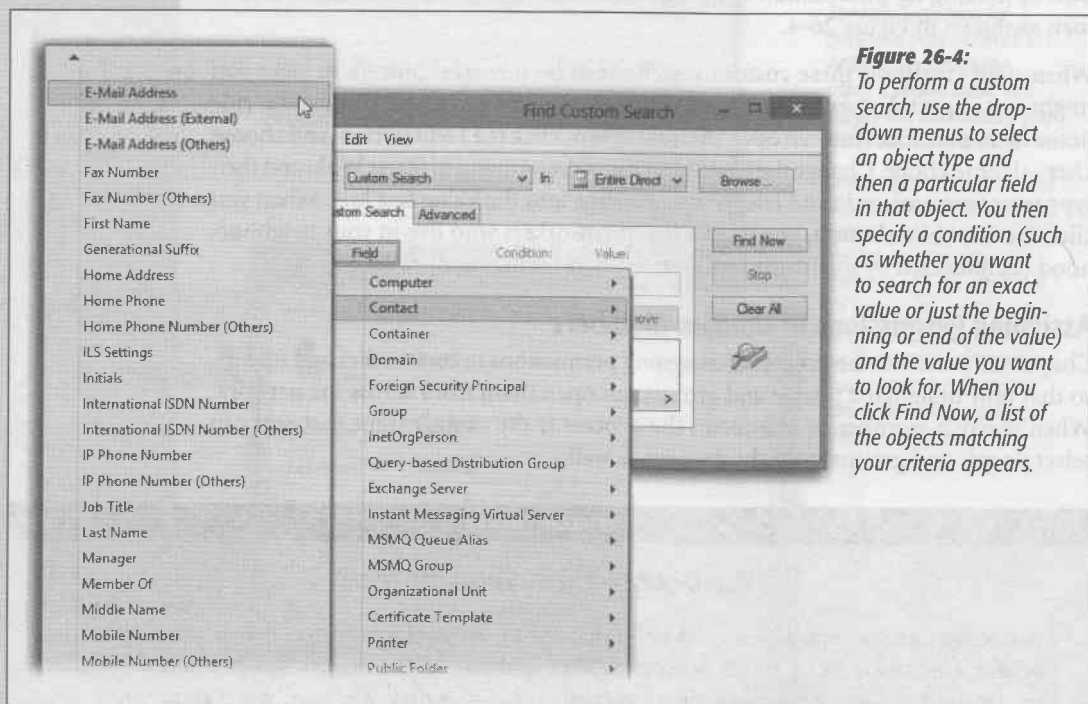 E-Mail Address
E-Mail Address (External)
E-Mail Address (Others)
Fax Number
Fax Number (Others)
First Name
Generational Suffix
Home Address
Home Phone
Home Phone Number (Others)
ILS Settings
Initials
International ISDN Number
International ISDN Number (Others)
IP Phone Number
IP Phone Number (Others)
Job Title
Last Name
Manager
Member Of
Middle Name
Mobile Number
Mobile Number (Others)
Find Custom Search
Edit View
Custom Search In: Entire Direct Browse...
stom Search Advanced
Field Condition: Value:
Find Now
Stop
Clear All
ove
Computer
Contact
Container
Domain
Foreign Security Principal
Group
InetOrgPerson
Query-based Distribution Group
Exchange Server
Instant Messaging Virtual Server
MSMQ Queue Alias
MSMQ Group
Organizational Unit
Certificate Template
Printer
Public Folder
Figure 26-4:
To perform a custom
search, use the drop-
down menus to select
an object type and
then a particular field
in that object. You then
specify a condition (such
as whether you want
to search for an exact
value or just the begin-
ning or end of the value)
and the value you want
to look for. When you
click Find Now, a list of
the objects matching
your criteria appears.